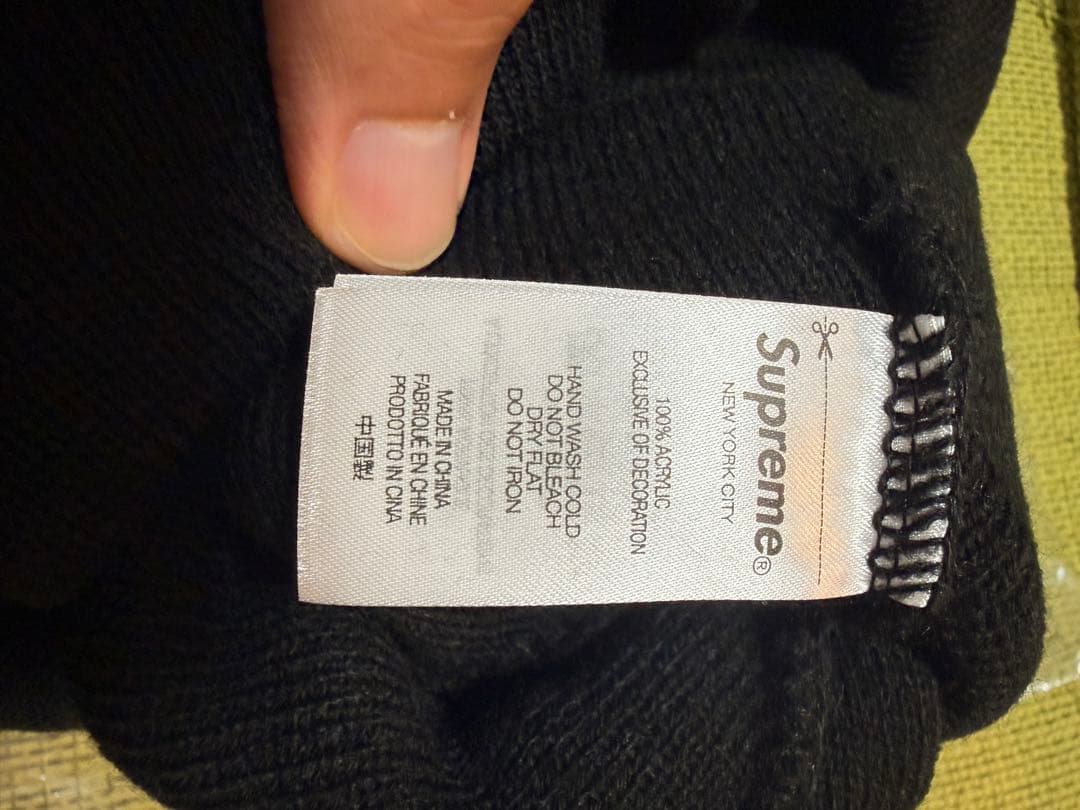 Supreme®
NEW YORK CITY
100% ACRYLIC
EXCLUSIVE OF DECORATION
HAND WASH COLD
DO NOT BLEACH
DRY FLAT
DO NOT IRON
MADE IN CHINA
FABRIQUE EN CHINE
PRODOTTO IN CINA
中国製